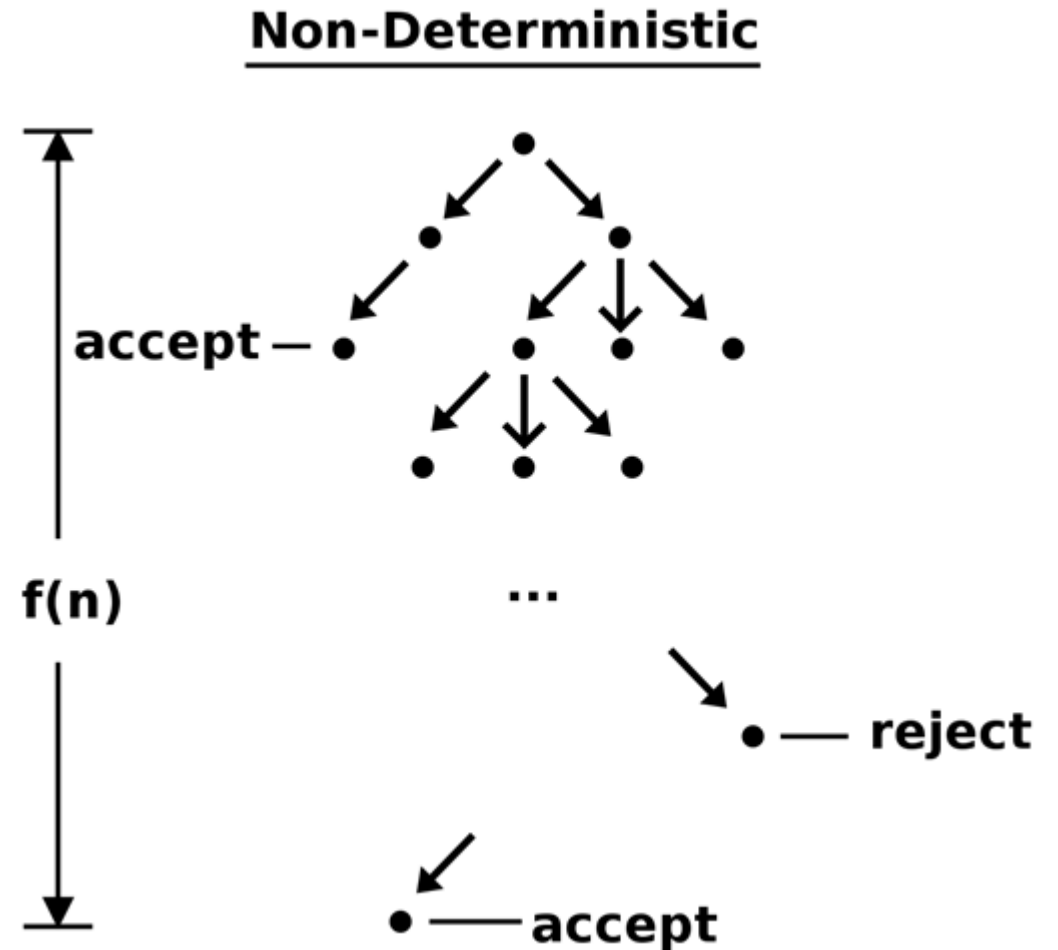 Non-Deterministic
accept
f(n)
...
reject
accept